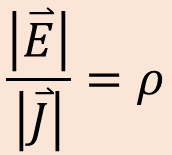 |E⃗| / |J⃗| = ρ